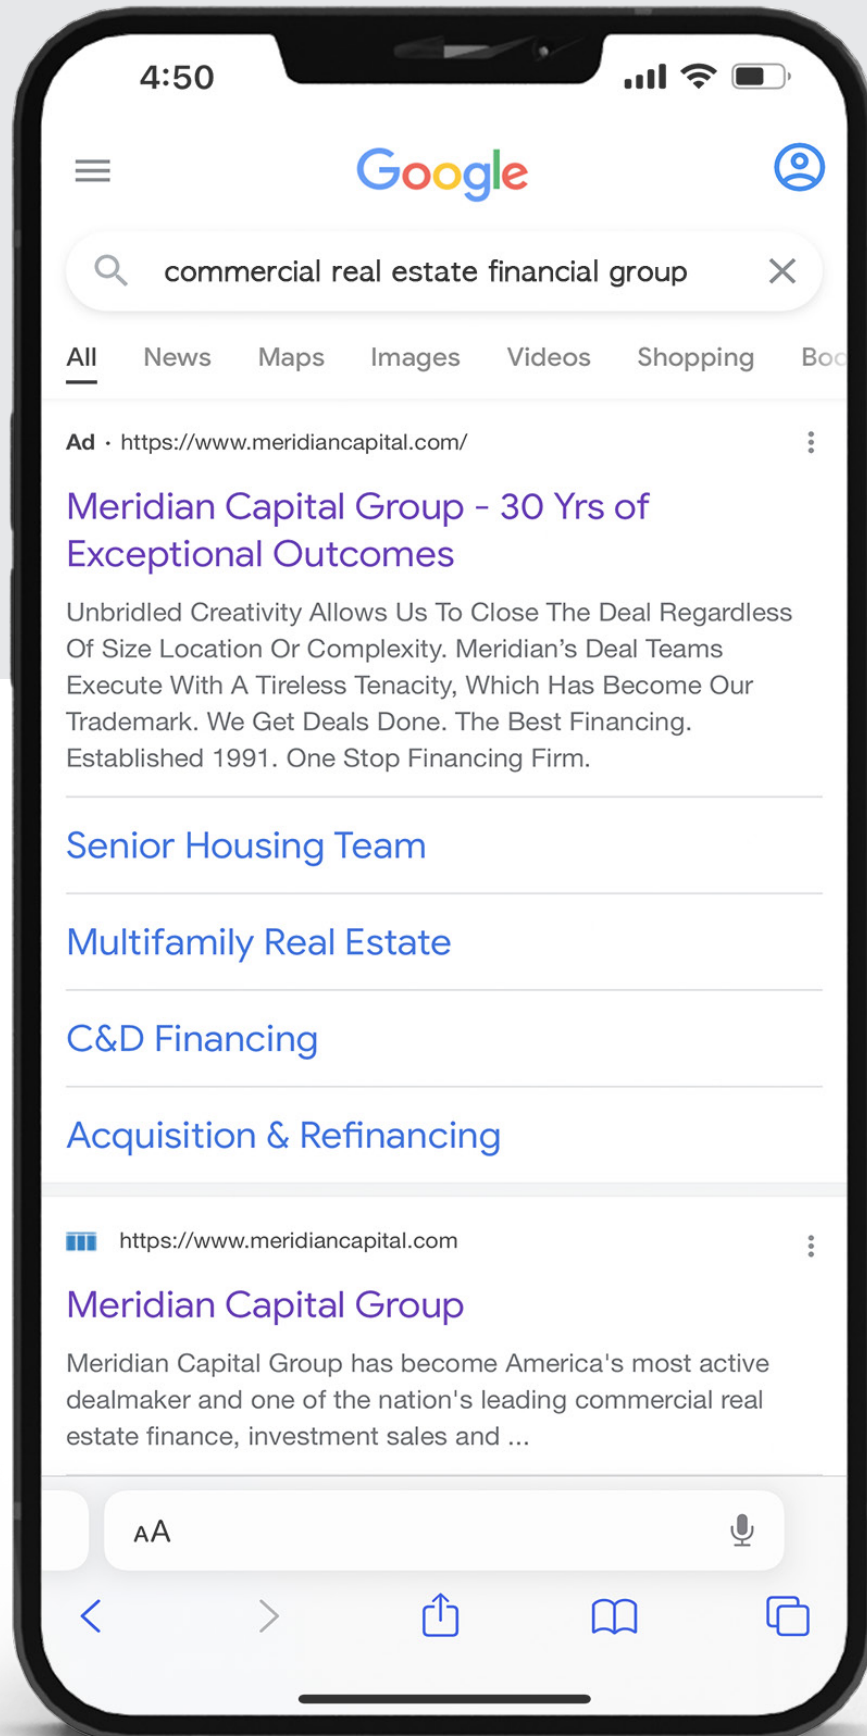 4:50
Google
commercial real estate financial group
All News Maps Images Videos Shopping Boo
Ad · https://www.meridiancapital.com/
Meridian Capital Group - 30 Yrs of
Exceptional Outcomes
Unbridled Creativity Allows Us To Close The Deal Regardless
Of Size Location Or Complexity. Meridian’s Deal Teams
Execute With A Tireless Tenacity, Which Has Become Our
Trademark. We Get Deals Done. The Best Financing.
Established 1991. One Stop Financing Firm.
Senior Housing Team
Multifamily Real Estate
C&D Financing
Acquisition & Refinancing
https://www.meridiancapital.com
Meridian Capital Group
Meridian Capital Group has become America's most active
dealmaker and one of the nation's leading commercial real
estate finance, investment sales and ...
AA